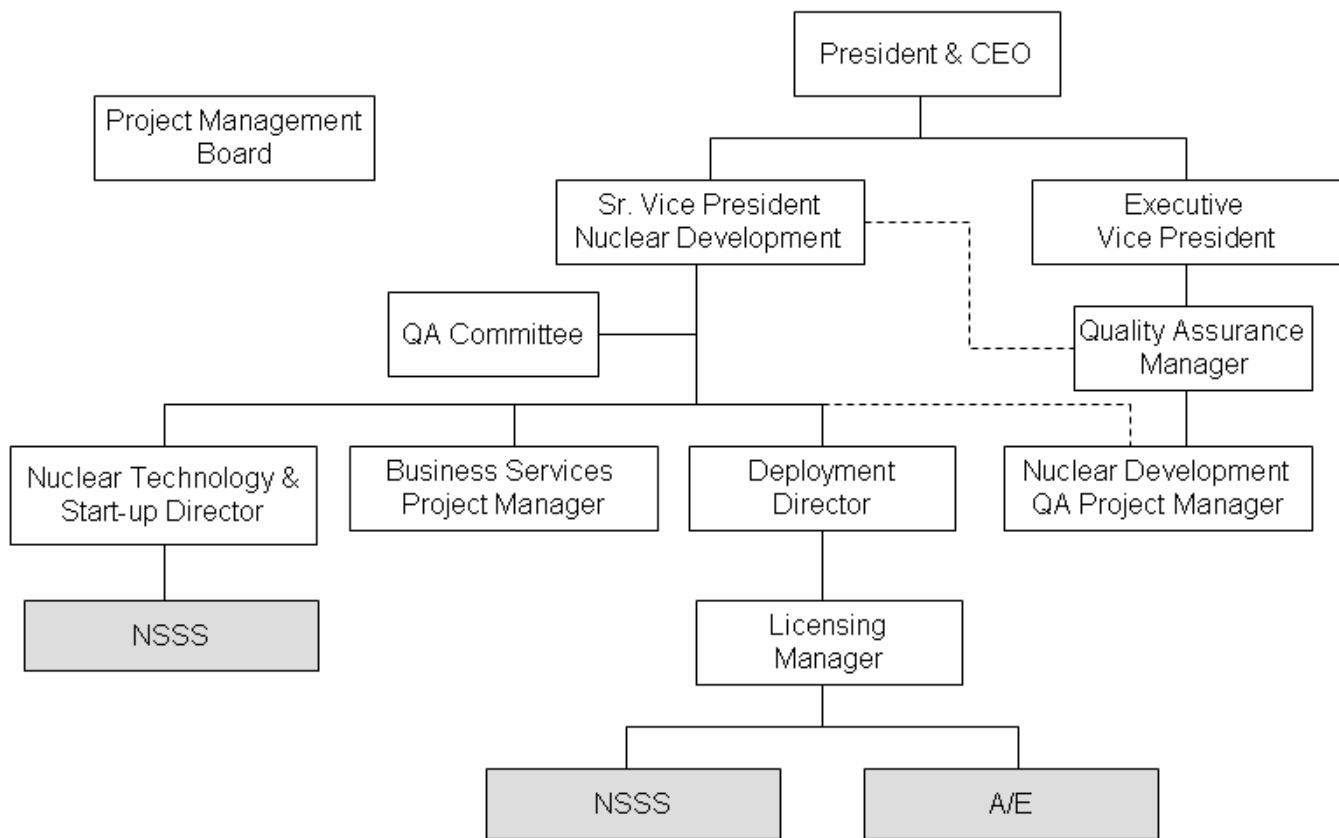 President & CEO
Project Management
Board
Sr. Vice President
Nuclear Development
Executive
Vice President
QA Committee
Quality Assurance
Manager
Nuclear Technology &
Start-up Director
Business Services
Project Manager
Deployment
Director
Nuclear Development
QA Project Manager
NSSS
Licensing
Manager
NSSS
A/E